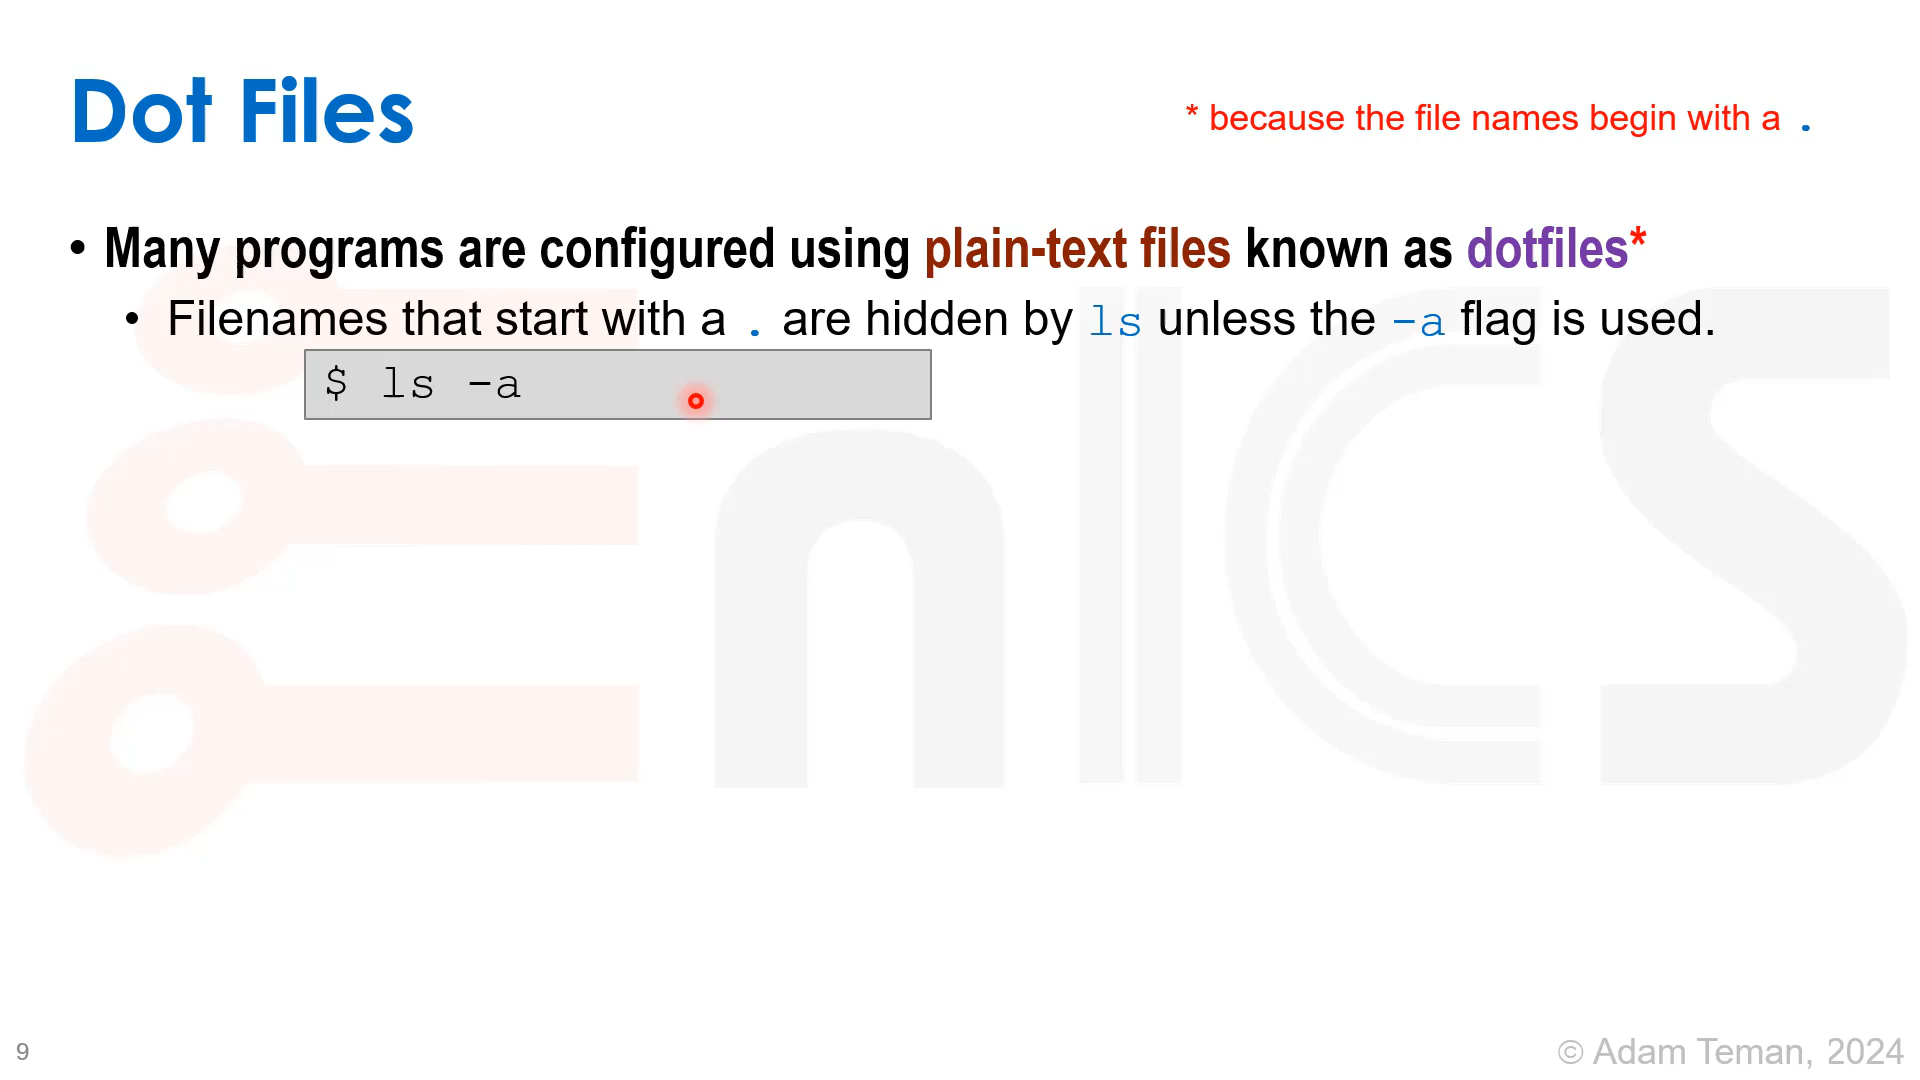 Dot Files
* because the file names begin with a .
• Many programs are configured using plain-text files known as dotfiles*
• Filenames that start with a . are hidden by ls unless the -a flag is used.
$ ls -a
enICS
9
© Adam Teman, 2024